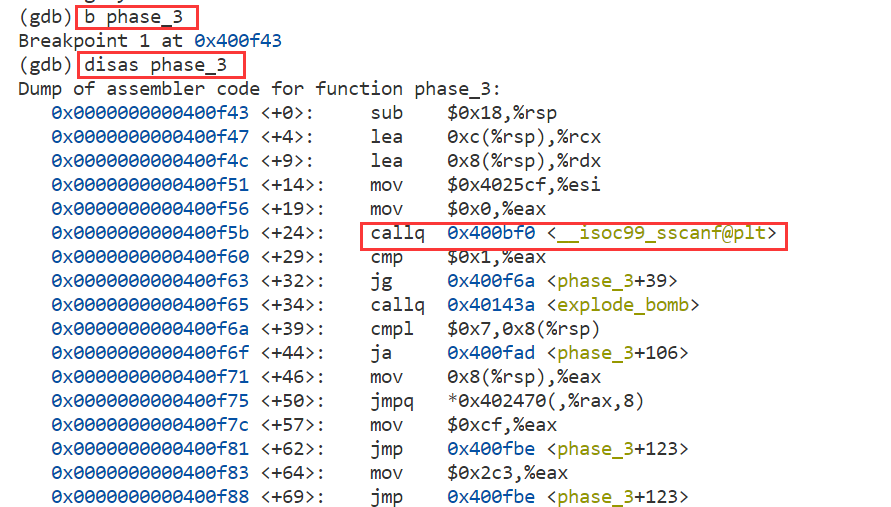 (gdb) b phase_3
Breakpoint 1 at 0x400f43
(gdb) disas phase_3
Dump of assembler code for function phase_3:
0x0000000000400f43 <+0>: sub $0x18,%rsp
0x0000000000400f47 <+4>: lea 0xc(%rsp),%rcx
0x0000000000400f4c <+9>: lea 0x8(%rsp),%rdx
0x0000000000400f51 <+14>: mov $0x4025cf,%esi
0x0000000000400f56 <+19>: mov $0x0,%eax
0x0000000000400f5b <+24>: callq 0x400bf0 <__isoc99_sscanf@plt>
0x0000000000400f60 <+29>: cmp $0x1,%eax
0x0000000000400f63 <+32>: jg 0x400f6a <phase_3+39>
0x0000000000400f65 <+34>: callq 0x40143a <explode_bomb>
0x0000000000400f6a <+39>: cmpl $0x7,0x8(%rsp)
0x0000000000400f6f <+44>: ja 0x400fad <phase_3+106>
0x0000000000400f71 <+46>: mov 0x8(%rsp),%eax
0x0000000000400f75 <+50>: jmpq *0x402470(,%rax,8)
0x0000000000400f7c <+57>: mov $0xcf,%eax
0x0000000000400f81 <+62>: jmp 0x400fbe <phase_3+123>
0x0000000000400f83 <+64>: mov $0x2c3,%eax
0x0000000000400f88 <+69>: jmp 0x400fbe <phase_3+123>